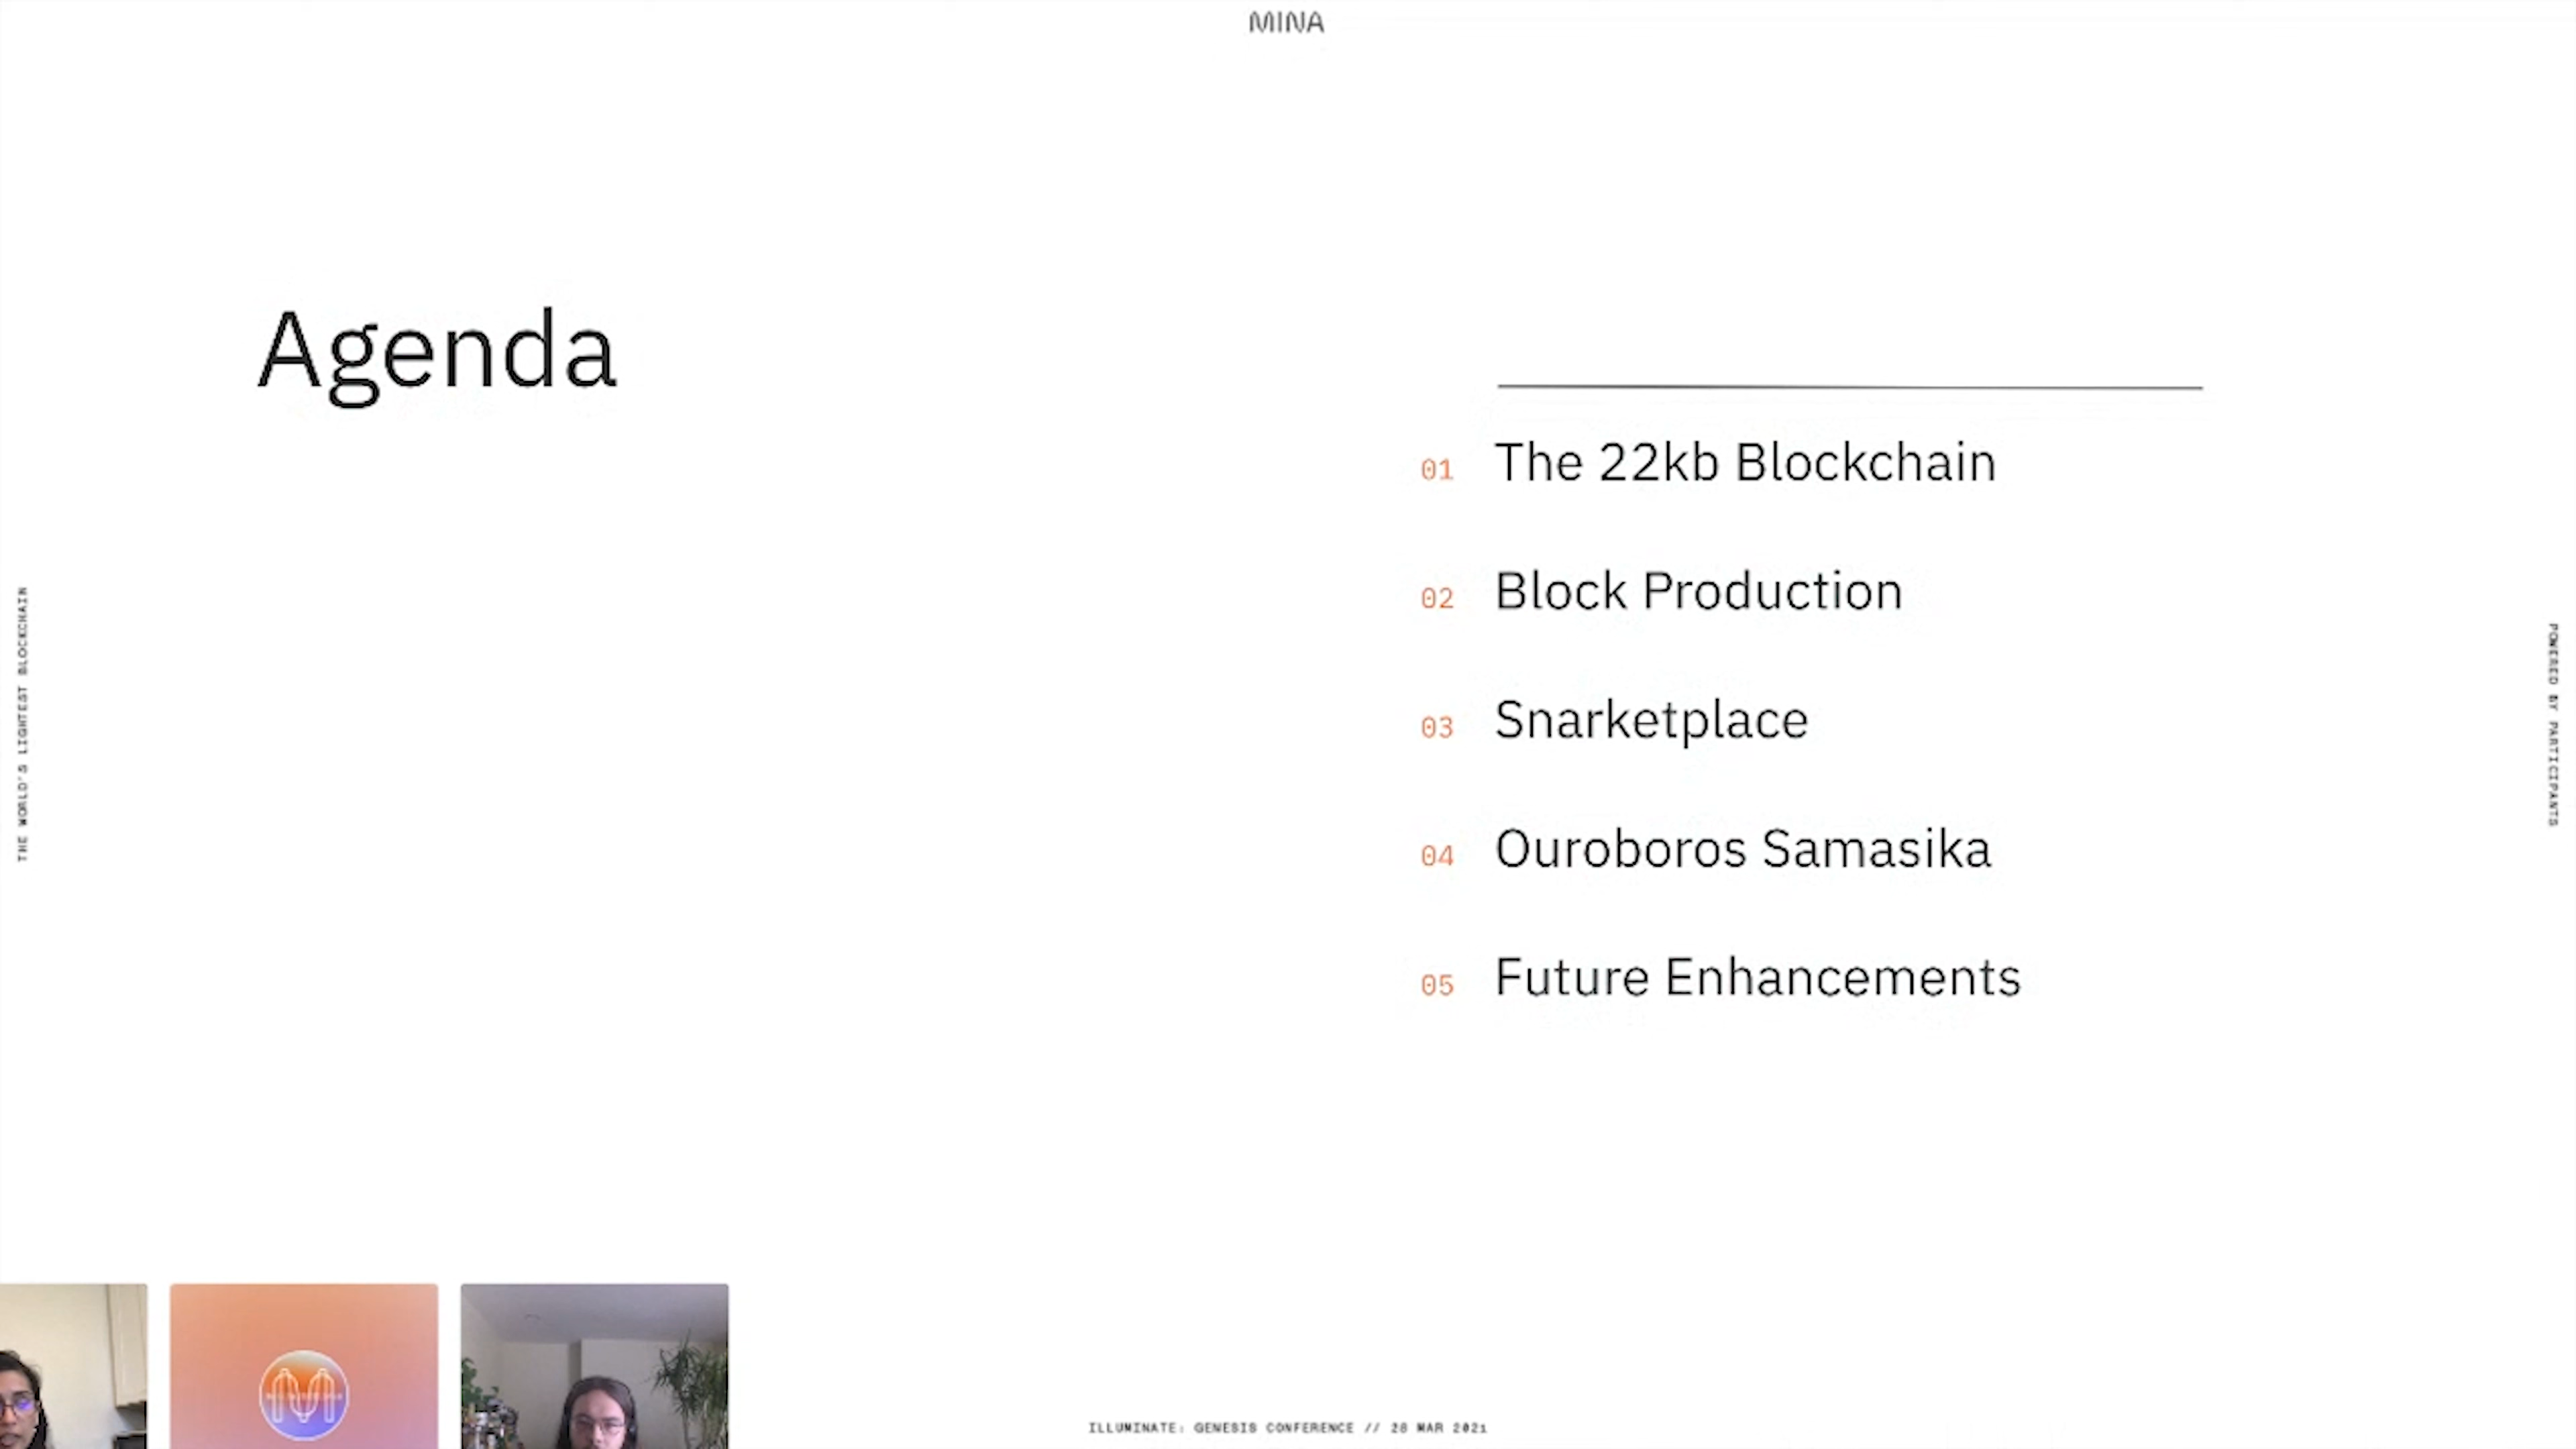 MINA
Agenda
01 The 22kb Blockchain
02 Block Production
03 Snarketplace
04 Ouroboros Samasika
05 Future Enhancements
THE WORLD'S LIGHTEST BLOCKCHAIN
POWERED BY PARTICIPANTS
ILLUMINATE: GENESIS CONFERENCE // 28 MAR 2021